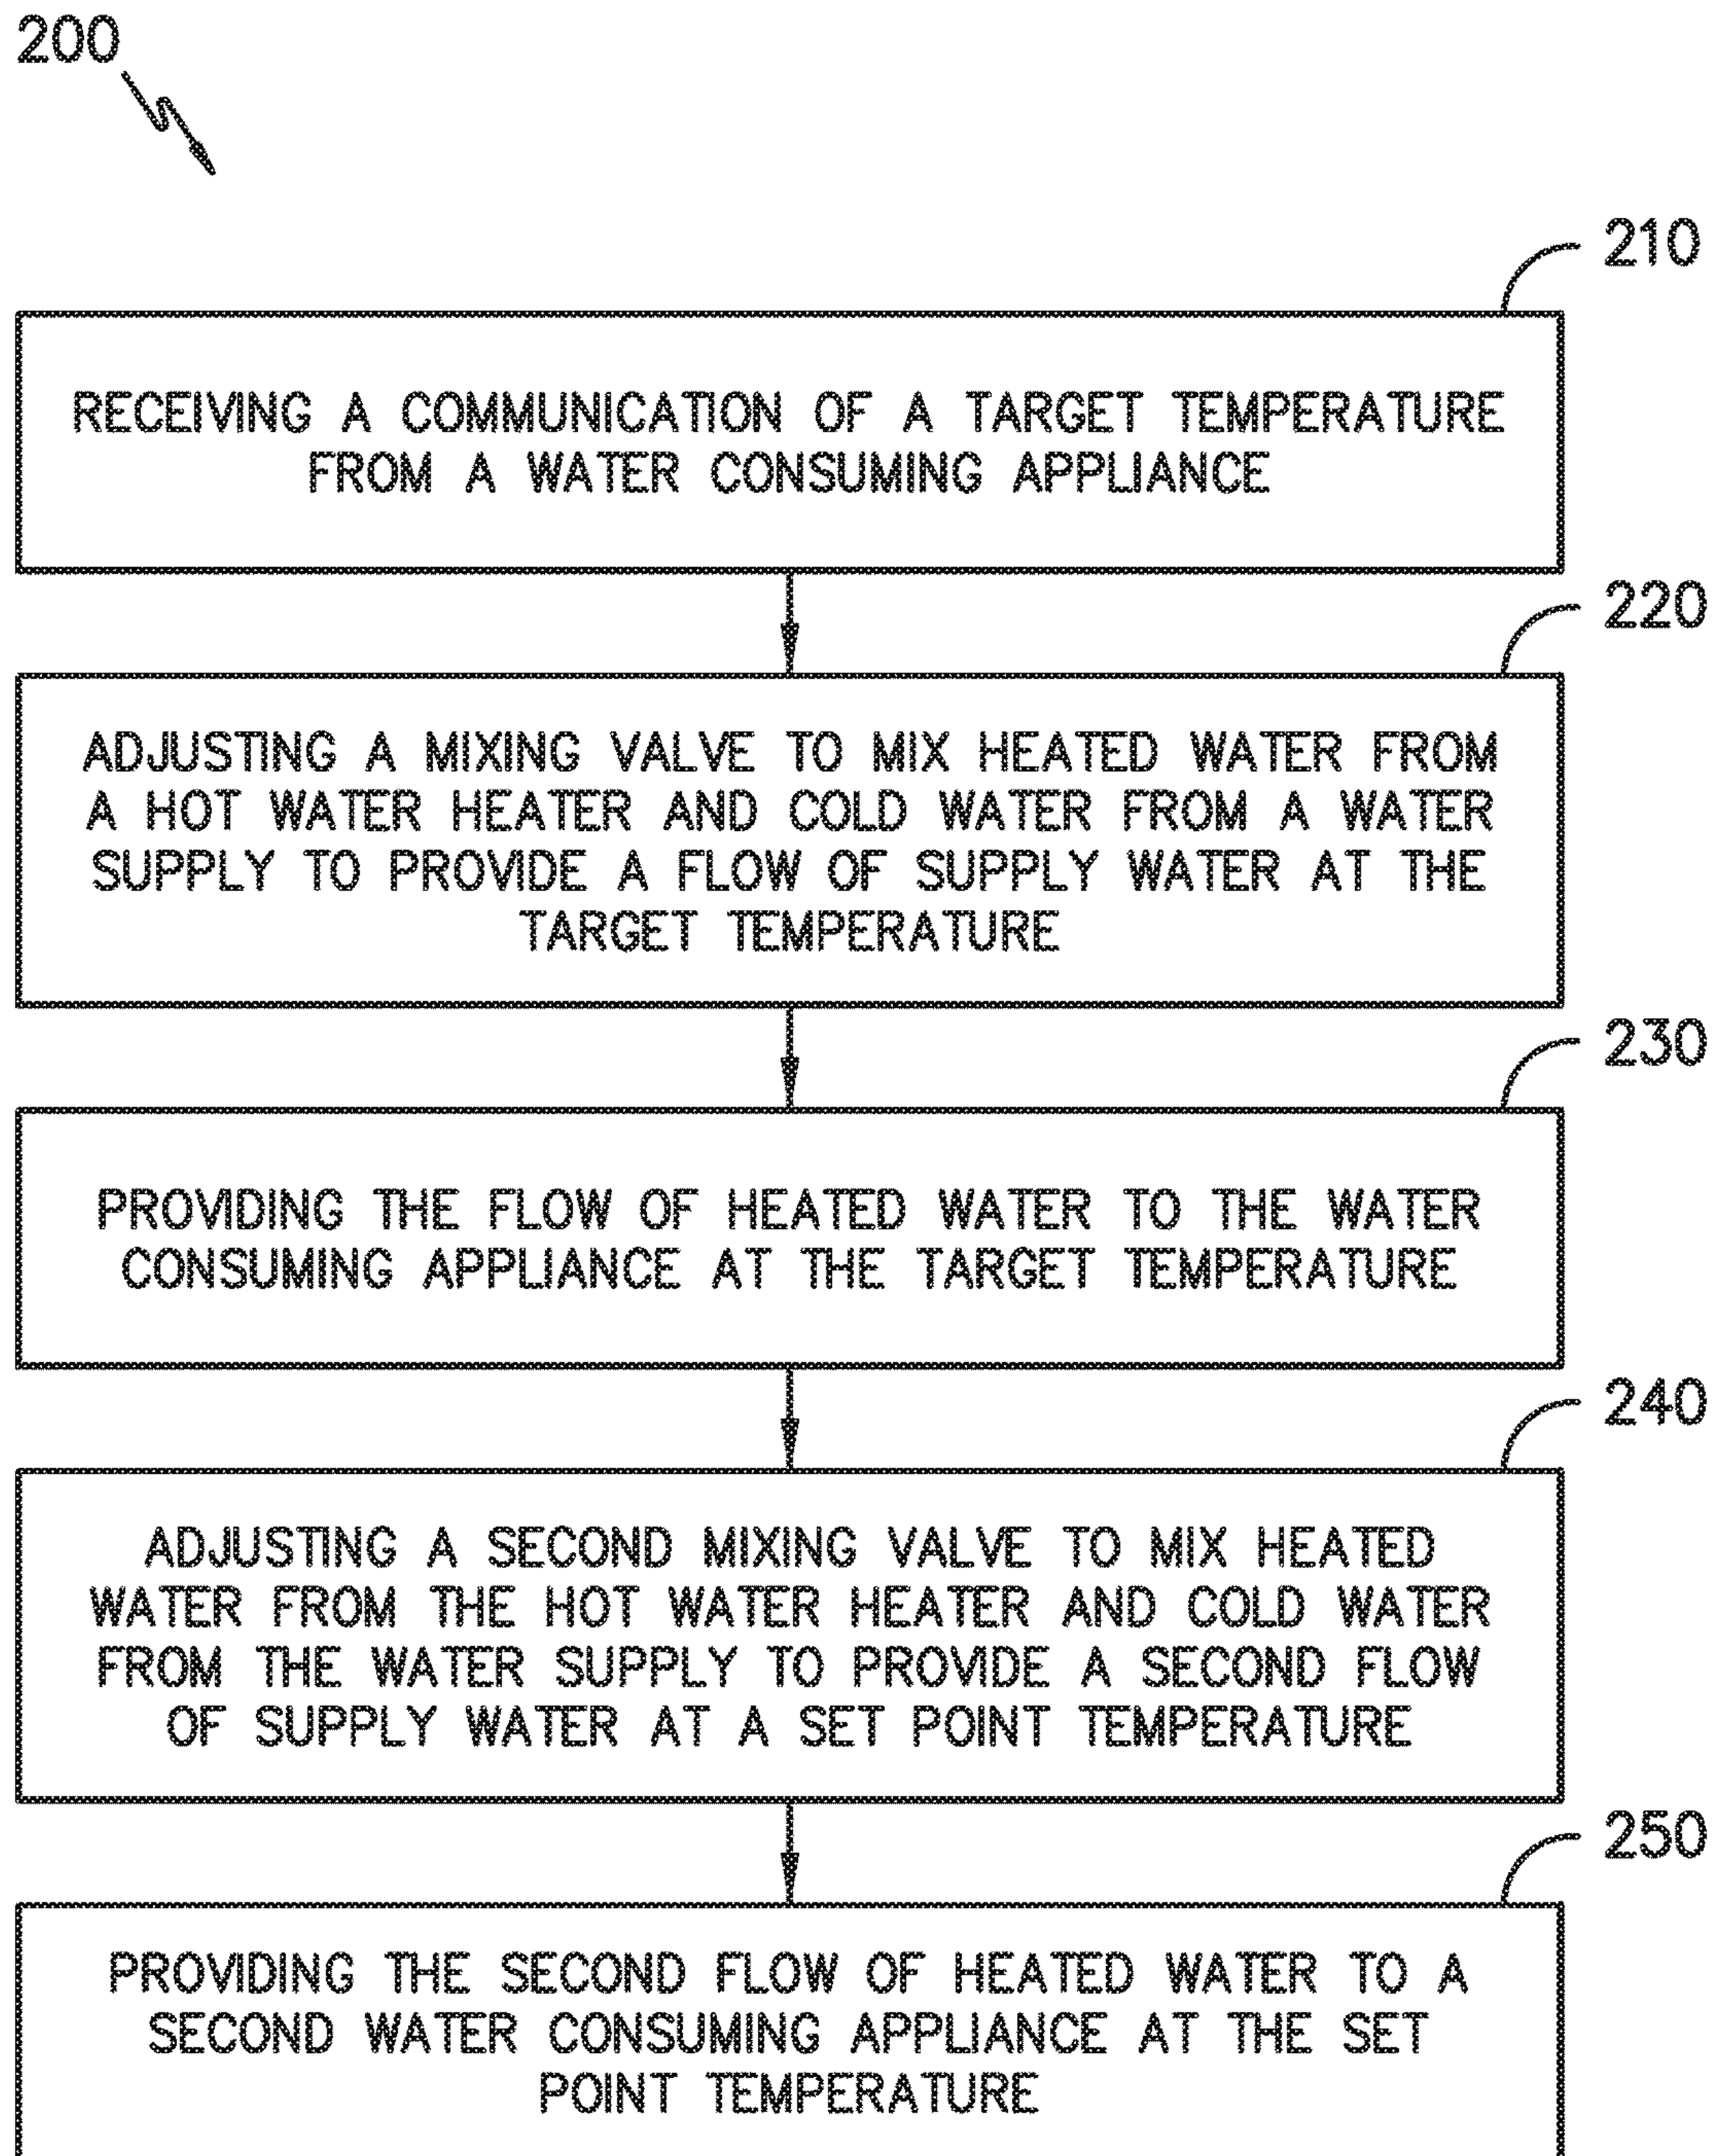 200
210
RECEIVING A COMMUNICATION OF A TARGET TEMPERATURE
FROM A WATER CONSUMING APPLIANCE
220
ADJUSTING A MIXING VALVE TO MIX HEATED WATER FROM
A HOT WATER HEATER AND COLD WATER FROM A WATER
SUPPLY TO PROVIDE A FLOW OF SUPPLY WATER AT THE
TARGET TEMPERATURE
230
PROVIDING THE FLOW OF HEATED WATER TO THE WATER
CONSUMING APPLIANCE AT THE TARGET TEMPERATURE
240
ADJUSTING A SECOND MIXING VALVE TO MIX HEATED
WATER FROM THE HOT WATER HEATER AND COLD WATER
FROM THE WATER SUPPLY TO PROVIDE A SECOND FLOW
OF SUPPLY WATER AT A SET POINT TEMPERATURE
250
PROVIDING THE SECOND FLOW OF HEATED WATER TO A
SECOND WATER CONSUMING APPLIANCE AT THE SET
POINT TEMPERATURE